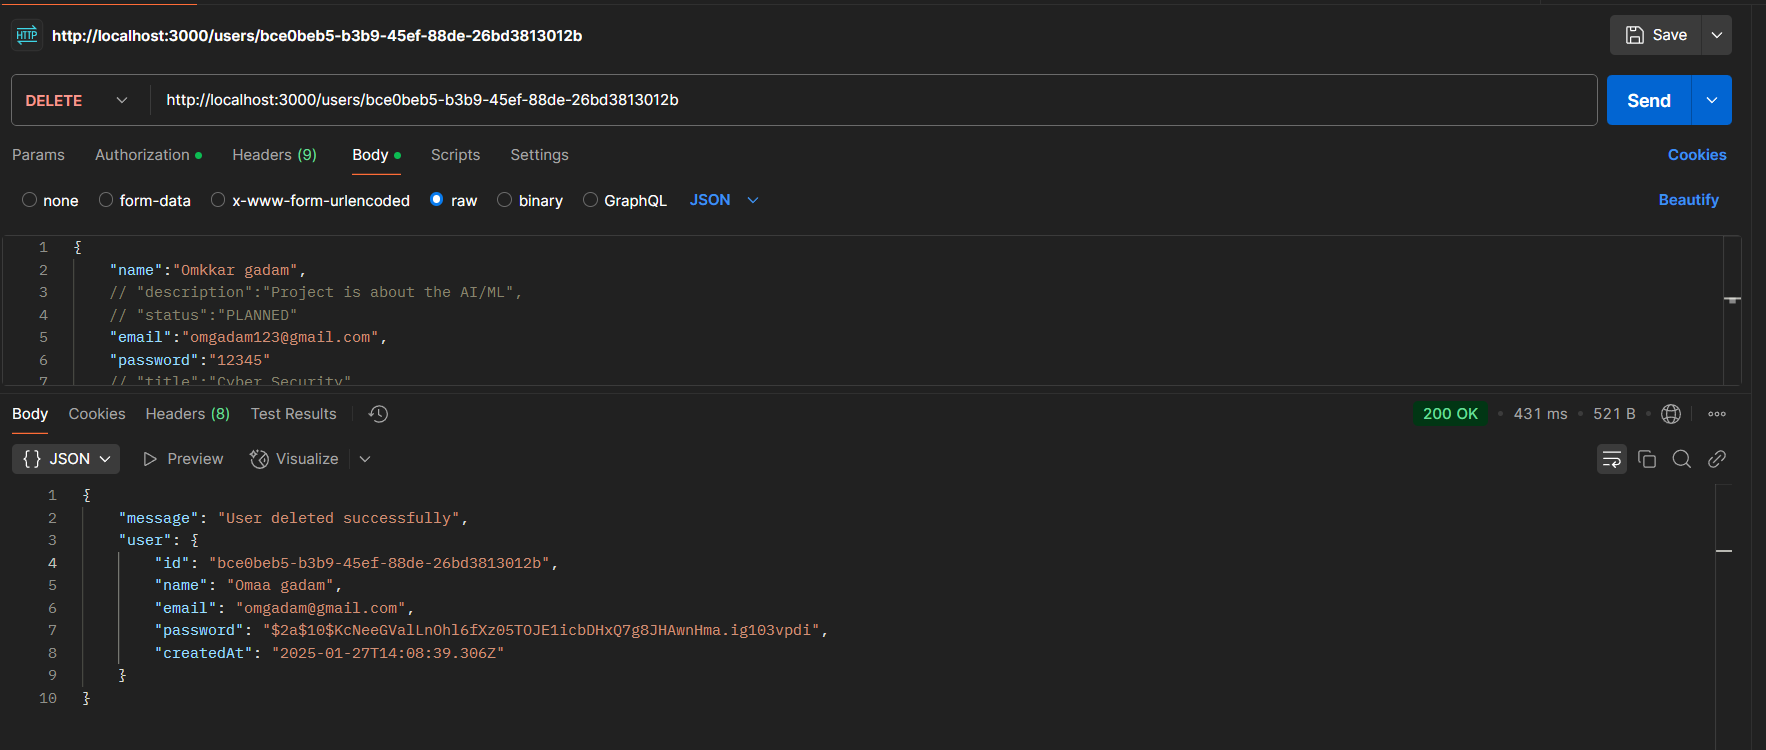 HTTP http://localhost:3000/users/bce0beb5-b3b9-45ef-88de-26bd3813012b Save
DELETE http://localhost:3000/users/bce0beb5-b3b9-45ef-88de-26bd3813012b Send
Params Authorization Headers (9) Body Scripts Settings Cookies
none form-data x-www-form-urlencoded raw binary GraphQL JSON Beautify
1 {
2 "name":"Omkkar gadam",
3 // "description":"Project is about the AI/ML",
4 // "status":"PLANNED"
5 "email":"omgadam123@gmail.com",
6 "password":"12345"
7 // "title":"Cyber Security"
Body Cookies Headers (8) Test Results 200 OK • 431 ms • 521 B •
{} JSON Preview Visualize
1 {
2 "message": "User deleted successfully",
3 "user": {
4 "id": "bce0beb5-b3b9-45ef-88de-26bd3813012b",
5 "name": "Omaa gadam",
6 "email": "omgadam@gmail.com",
7 "password": "$2a$10$KcNeeGValLnOhl6fXz05TOJE1icbDHxQ7g8JHAwnHma.ig103vpdi",
8 "createdAt": "2025-01-27T14:08:39.306Z"
9 }
10 }